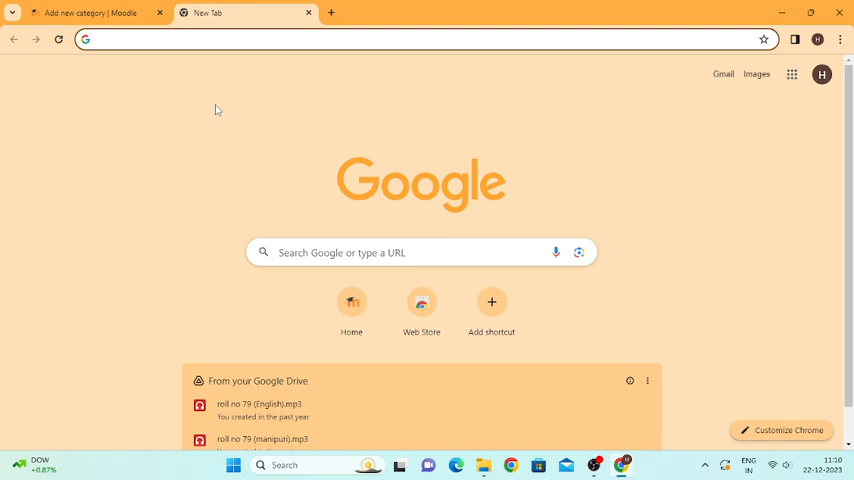 Add new category | Moodle
New Tab
H
Gmail
Images
H
Google
Search Google or type a URL
Home
Web Store
Add shortcut
From your Google Drive
roll no 79 (English).mp3
You created in the past year
roll no 79 (manipuri).mp3
Customize Chrome
DOW
+0.87%
Search
H
ENG
IN
11:10
22-12-2023